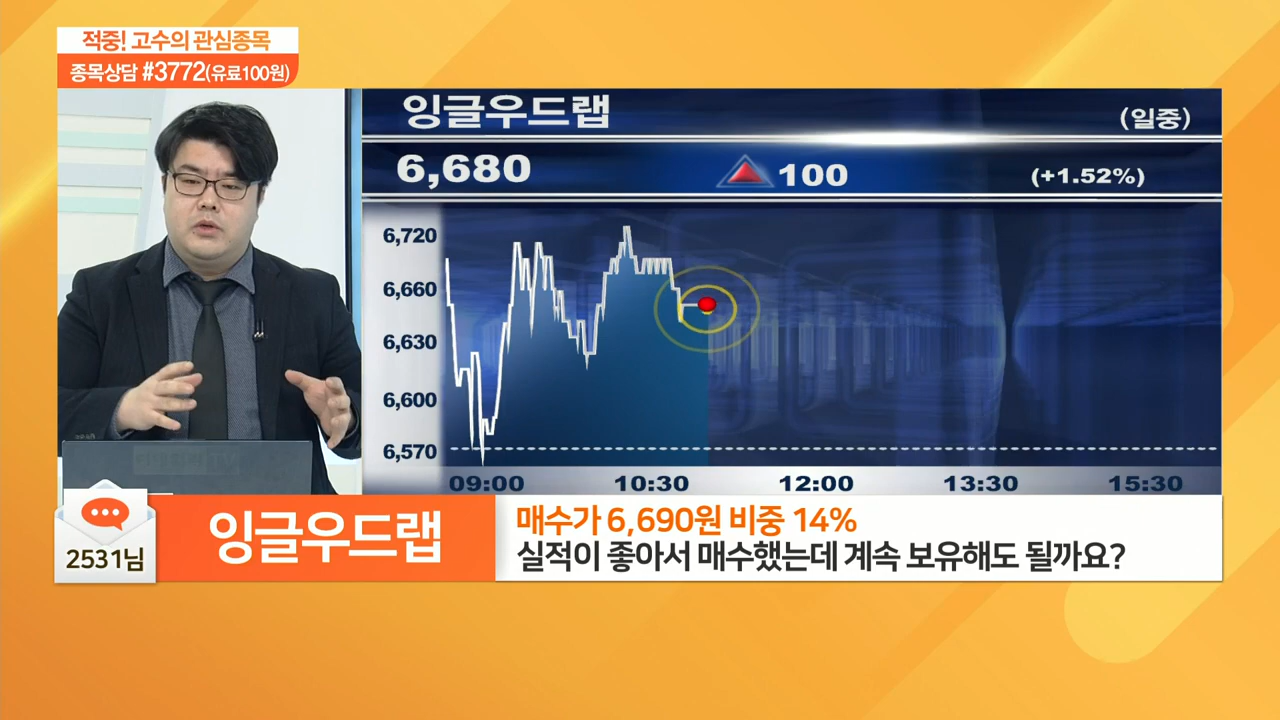 적중! 고수의 관심종목
종목상담 #3772(유료100원)
잉글우드랩
(일중)
6,680
100
(+1.52%)
6,720
6,660
6,630
6,600
6,570
09:00
10:30
12:00
13:30
15:30
2531님
잉글우드랩
매수가 6,690원 비중 14%
실적이 좋아서 매수했는데 계속 보유해도 될까요?